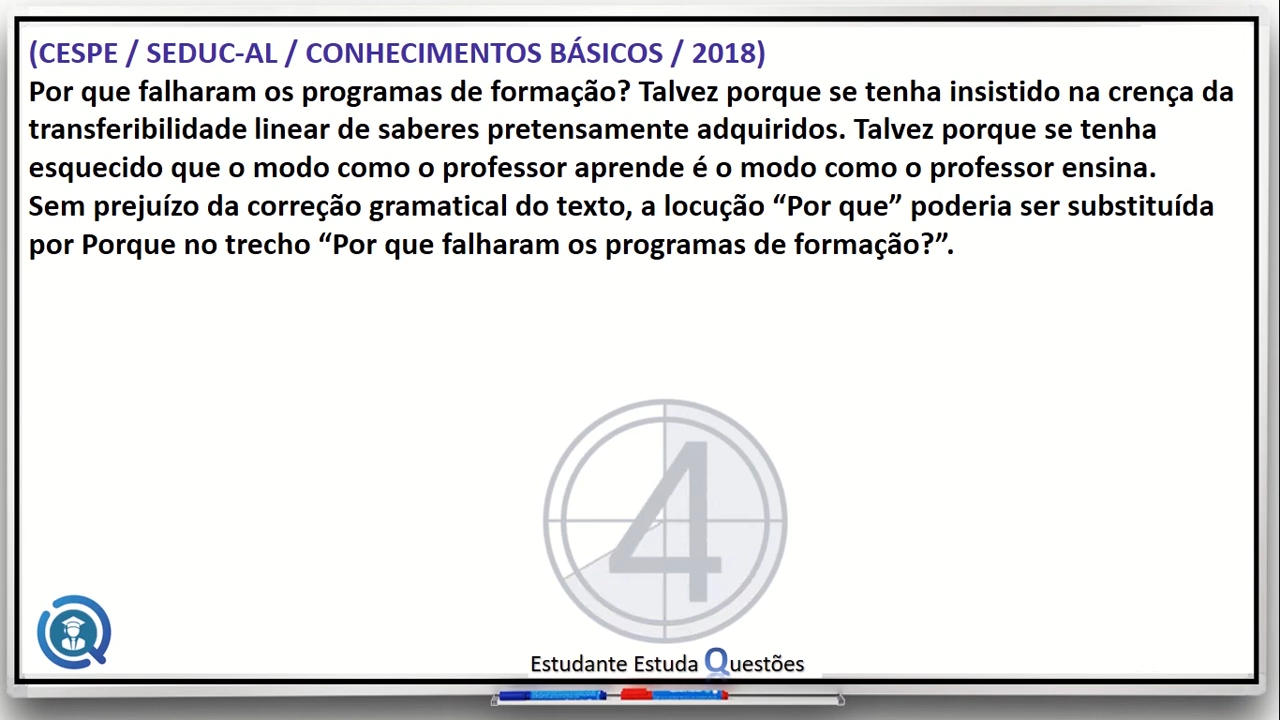 (CESPE / SEDUC-AL / CONHECIMENTOS BÁSICOS / 2018)
Por que falharam os programas de formação? Talvez porque se tenha insistido na crença da
transferibilidade linear de saberes pretensamente adquiridos. Talvez porque se tenha
esquecido que o modo como o professor aprende é o modo como o professor ensina.
Sem prejuízo da correção gramatical do texto, a locução “Por que” poderia ser substituída
por Porque no trecho “Por que falharam os programas de formação?”.
4
Estudante Estuda Questões